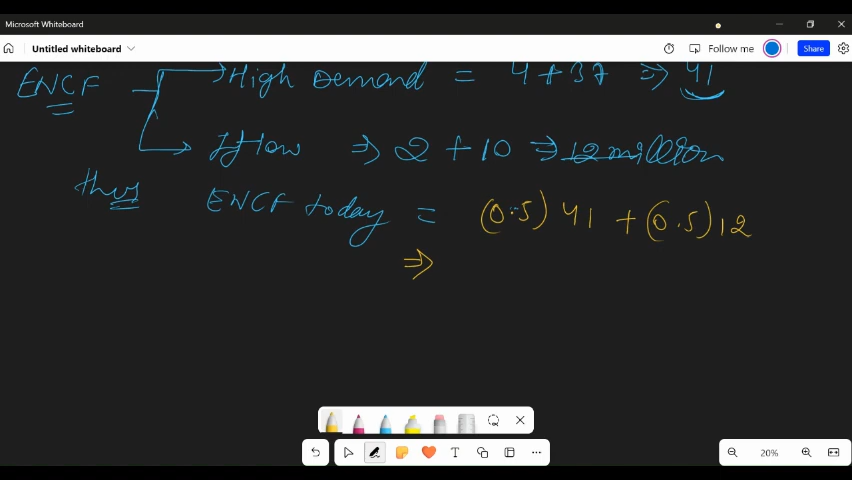 Microsoft Whiteboard
Untitled whiteboard
Follow me
Share
ENCF High Demand = 4 + 37 ⇒ 41
If low ⇒ 2 + 10 ⇒ 12 million
thus ENCF today = (0.5) 41 + (0.5) 12
⇒
20%